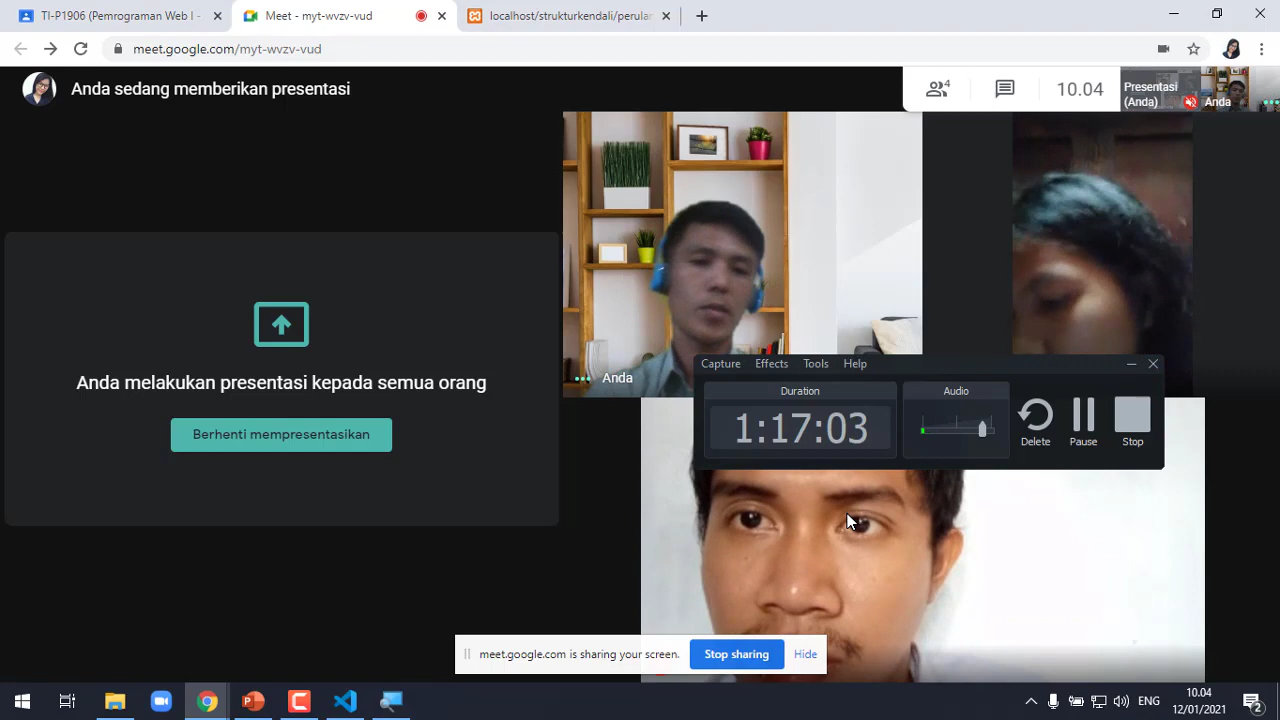 TI-P1906 (Pemrograman Web I -
Meet - myt-wvzv-vud
localhost/strukturkendali/perular
meet.google.com/myt-wvzv-vud
Anda sedang memberikan presentasi
4
10.04
Presentasi
(Anda)
Anda
Anda
Anda melakukan presentasi kepada semua orang
Berhenti mempresentasikan
Capture Effects Tools Help
Duration
1:17:03
Audio
Delete
Pause
Stop
meet.google.com is sharing your screen.
Stop sharing
Hide
ENG
10.04
12/01/2021
2